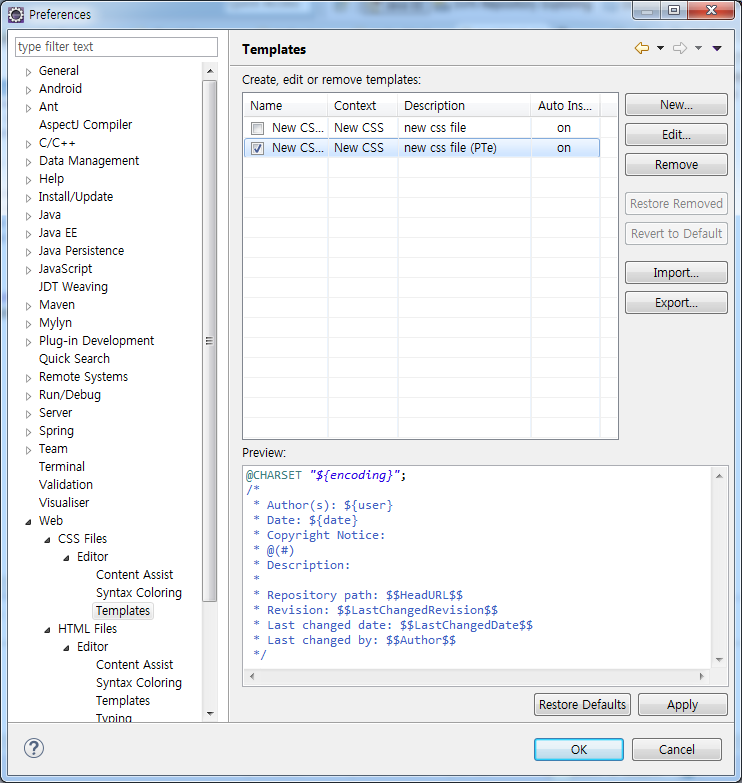 Preferences
type filter text
General
Android
Ant
AspectJ Compiler
C/C++
Data Management
Help
Install/Update
Java
Java EE
Java Persistence
JavaScript
JDT Weaving
Maven
Mylyn
Plug-in Development
Quick Search
Remote Systems
Run/Debug
Server
Spring
Team
Terminal
Validation
Visualiser
Web
CSS Files
Editor
Content Assist
Syntax Coloring
Templates
HTML Files
Editor
Content Assist
Syntax Coloring
Templates
Typing
Templates
Create, edit or remove templates:
Name Context Description Auto Ins...
New CS... New CSS new css file on
New CS... New CSS new css file (PTe) on
New...
Edit...
Remove
Restore Removed
Revert to Default
Import...
Export...
Preview:
@CHARSET "${encoding}";
/*
* Author(s): ${user}
* Date: ${date}
* Copyright Notice:
* @(#)
* Description:
*
* Repository path: $$HeadURL$$
* Revision: $$LastChangedRevision$$
* Last changed date: $$LastChangedDate$$
* Last changed by: $$Author$$
*/
Restore Defaults Apply
? OK Cancel